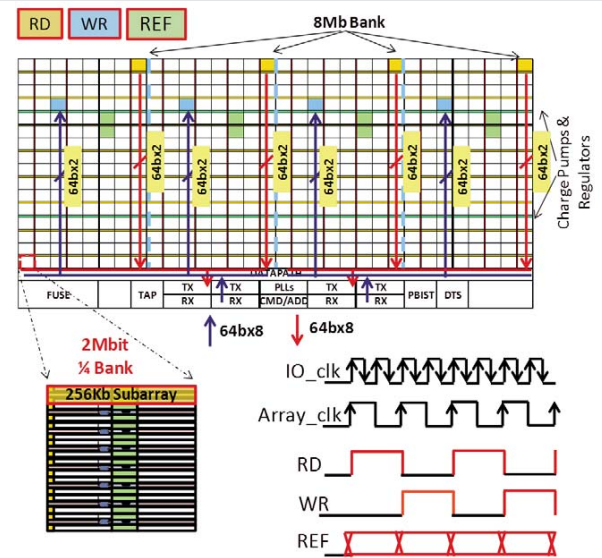 RD WR REF
8Mb Bank
64bx2 64bx2 64bx2 64bx2 64bx2 64bx2 64bx2 64bx2
Charge Pumps &
Regulators
DATAPATH
FUSE TAP TX TX PLLs TX TX PBIST DTS
RX RX CMD/ADD RX RX
64bx8 64bx8
2Mbit
¼ Bank
256Kb Subarray
IO_clk
Array_clk
RD
WR
REF